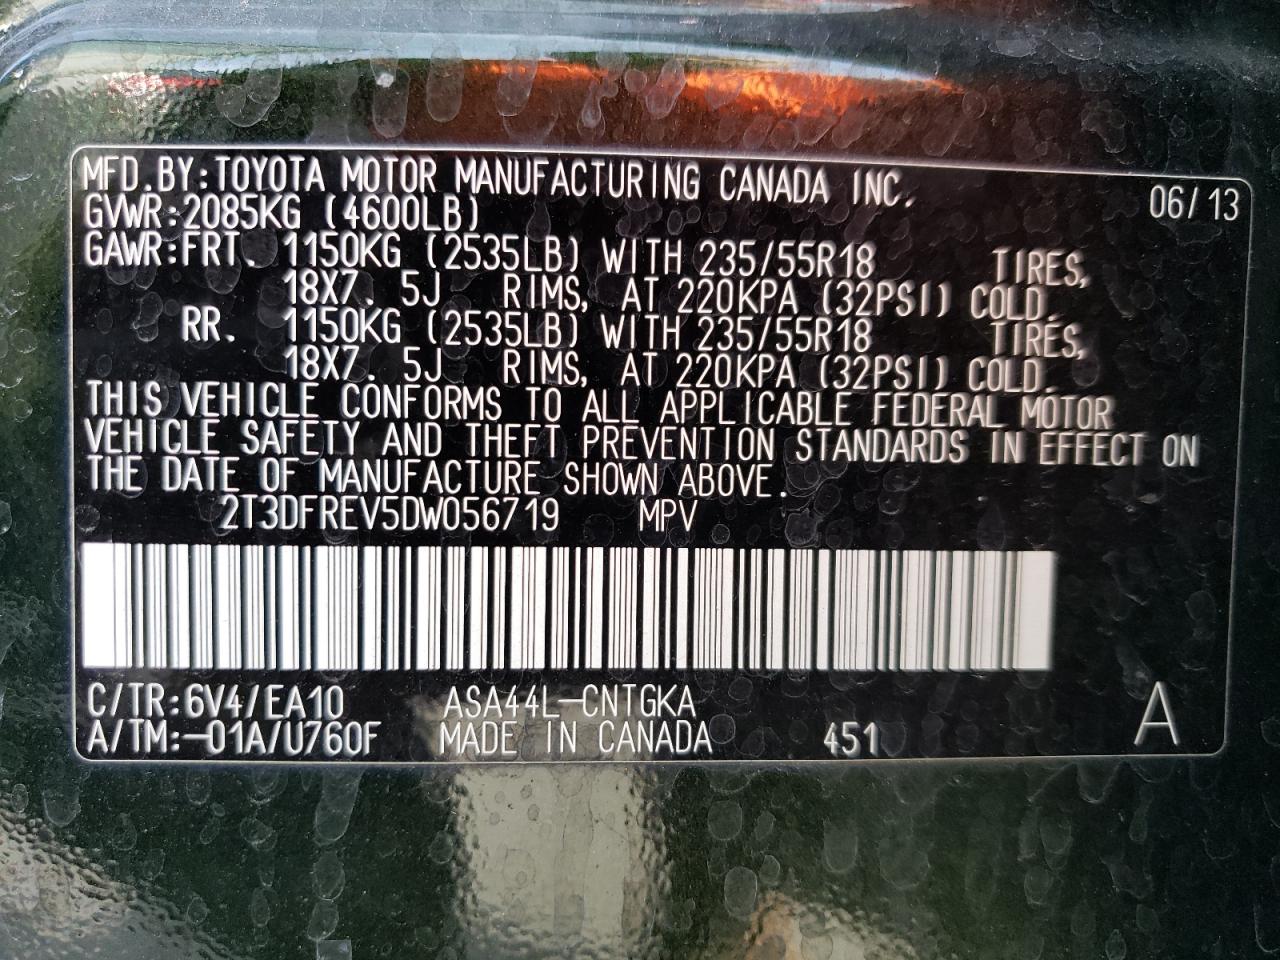 MFD.BY:TOYOTA MOTOR MANUFACTURING CANADA INC. 06/13
GVWR:2085KG (4600LB)
GAWR:FRT. 1150KG (2535LB) WITH 235/55R18 TIRES,
18X7. 5J RIMS, AT 220KPA (32PSI) COLD.
RR. 1150KG (2535LB) WITH 235/55R18 TIRES,
18X7. 5J RIMS, AT 220KPA (32PSI) COLD.
THIS VEHICLE CONFORMS TO ALL APPLICABLE FEDERAL MOTOR
VEHICLE SAFETY AND THEFT PREVENTION STANDARDS IN EFFECT ON
THE DATE OF MANUFACTURE SHOWN ABOVE.
2T3DFREV5DW056719 MPV
C/TR:6V4/EA10 ASA44L-CNTGKA A
A/TM:-01A/U760F MADE IN CANADA 451